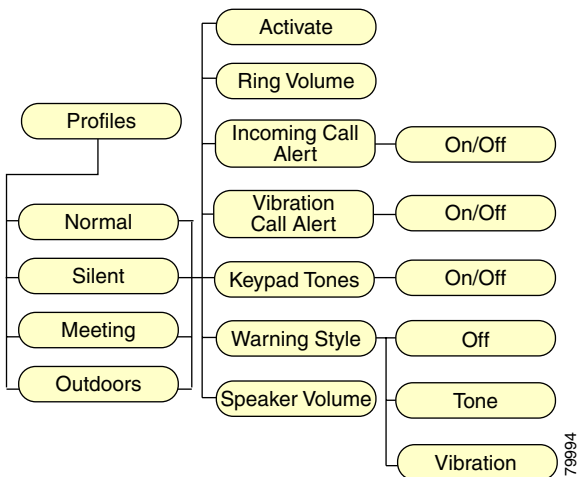 Profiles
Normal
Silent
Meeting
Outdoors
Activate
Ring Volume
Incoming Call
Alert
On/Off
Vibration
Call Alert
On/Off
Keypad Tones
On/Off
Warning Style
Off
Tone
Vibration
Speaker Volume
79994